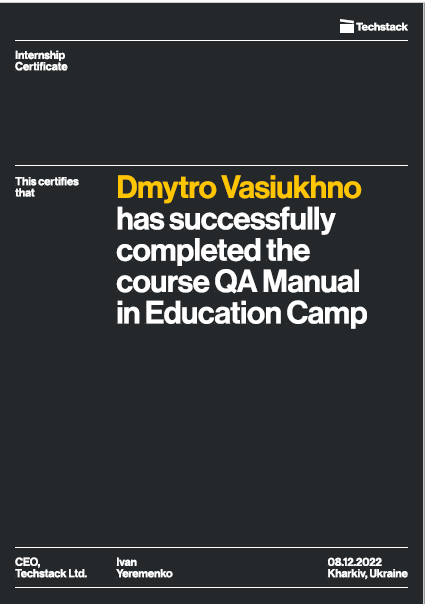 Techstack
Internship
Certificate
This certifies
that
Dmytro Vasiukhno
has successfully
completed the
course QA Manual
in Education Camp
CEO,
Techstack Ltd.
Ivan
Yeremenko
08.12.2022
Kharkiv, Ukraine